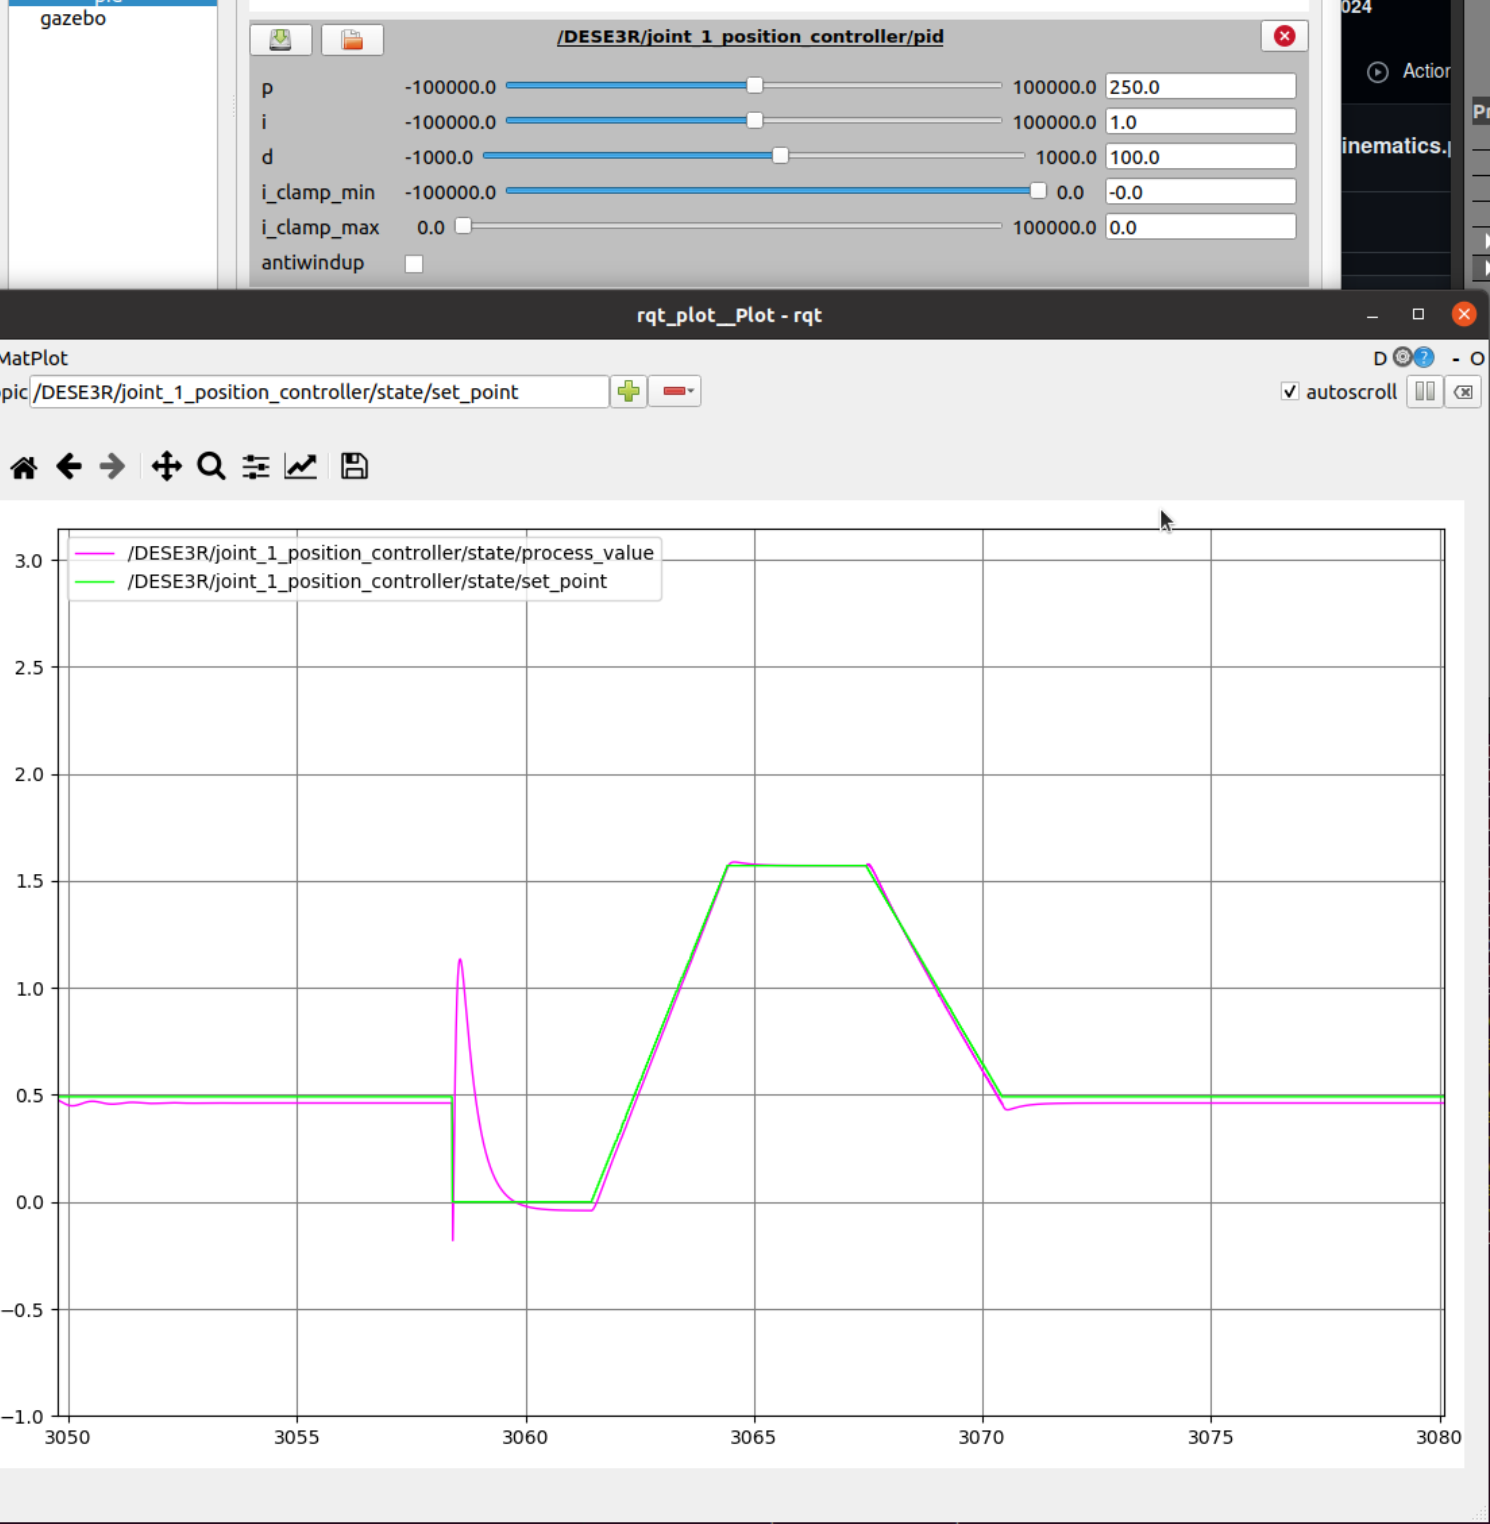 024
gazebo
/DESE3R/joint_1_position_controller/pid
Action
p -100000.0 100000.0 250.0
i -100000.0 100000.0 1.0
d -1000.0 1000.0 100.0
i_clamp_min -100000.0 0.0 -0.0
i_clamp_max 0.0 100000.0 0.0
antiwindup
Pr
inematics.p
rqt_plot__Plot - rqt
MatPlot
D ? - O
opic /DESE3R/joint_1_position_controller/state/set_point
autoscroll
/DESE3R/joint_1_position_controller/state/process_value
/DESE3R/joint_1_position_controller/state/set_point
3.0
2.5
2.0
1.5
1.0
0.5
0.0
−0.5
−1.0
3050 3055 3060 3065 3070 3075 3080